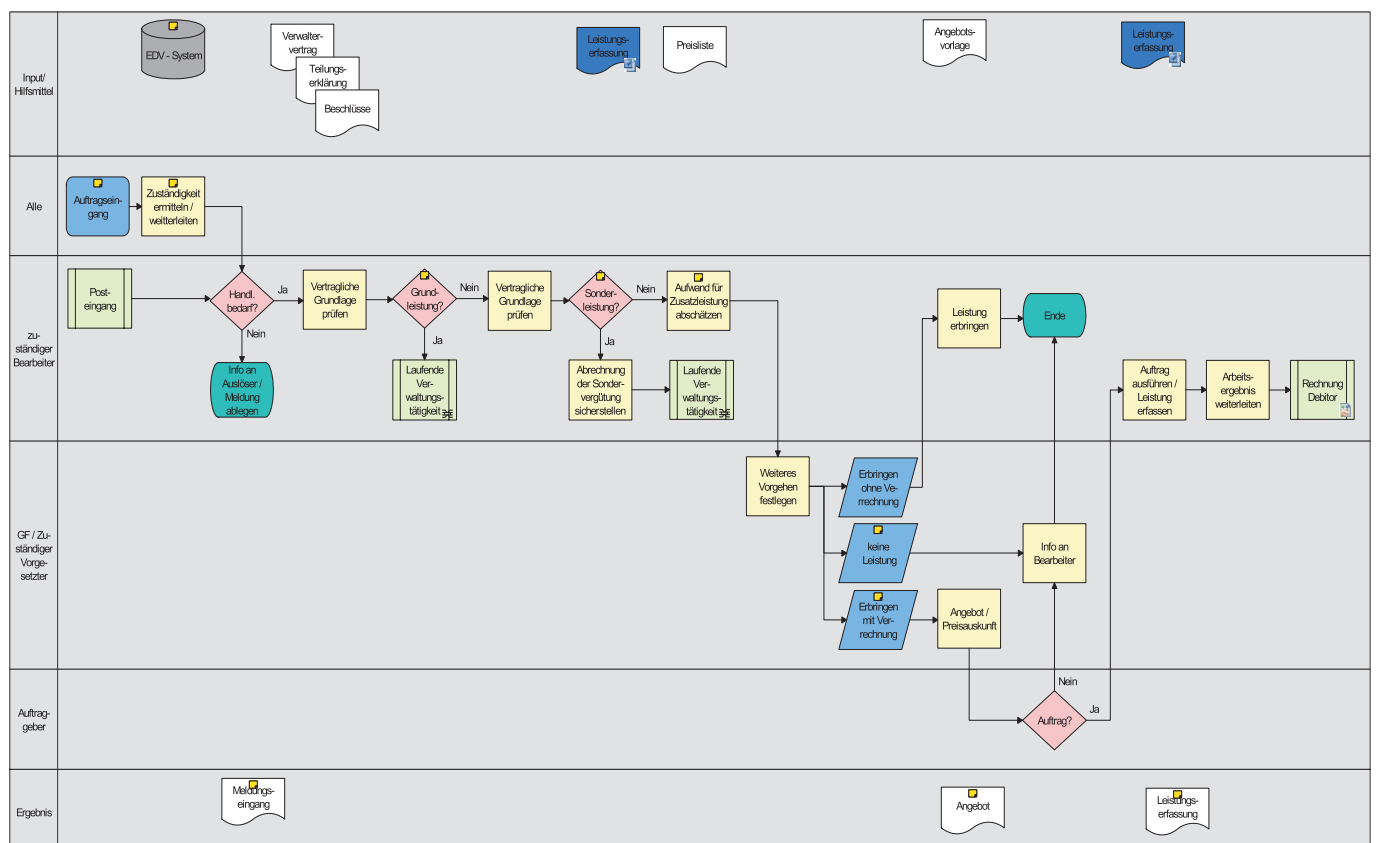 Input/
Hilfsmittel
EDV - System
Verwalter-
vertrag
Teilungs-
erklärung
Beschlüsse
Leistungs-
erfassung
Preisliste
Angebots-
vorlage
Leistungs-
erfassung
Alle
Auftragsein-
gang
Zuständigkeit
ermitteln /
weitterleiten
zu-
ständiger
Bearbeiter
Post-
eingang
Handl.
bedarf?
Ja
Nein
Info an
Auslöser /
Meldung
ablegen
Vertragliche
Grundlage
prüfen
Grund-
leistung?
Nein
Ja
Laufende
Ver-
waltungs-
tätigkeit
Vertragliche
Grundlage
prüfen
Sonder-
leistung?
Nein
Ja
Abrechnung
der Sonder-
vergütung
sicherstellen
Aufwand für
Zusatzleistung
abschätzen
Laufende
Ver-
waltungs-
tätigkeit
Leistung
erbringen
Ende
Auftrag
ausführen /
Leistung
erfassen
Arbeits-
ergebnis
weiterleiten
Rechnung
Debitor
GF / Zu-
ständiger
Vorge-
setzter
Weiteres
Vorgehen
festlegen
Erbringen
ohne Ve-
rrechnung
keine
Leistung
Erbringen
mit Ver-
rechnung
Angebot /
Preisauskunft
Info an
Bearbeiter
Auftrag-
geber
Nein
Auftrag?
Ja
Ergebnis
Meldungs-
eingang
Angebot
Leistungs-
erfassung